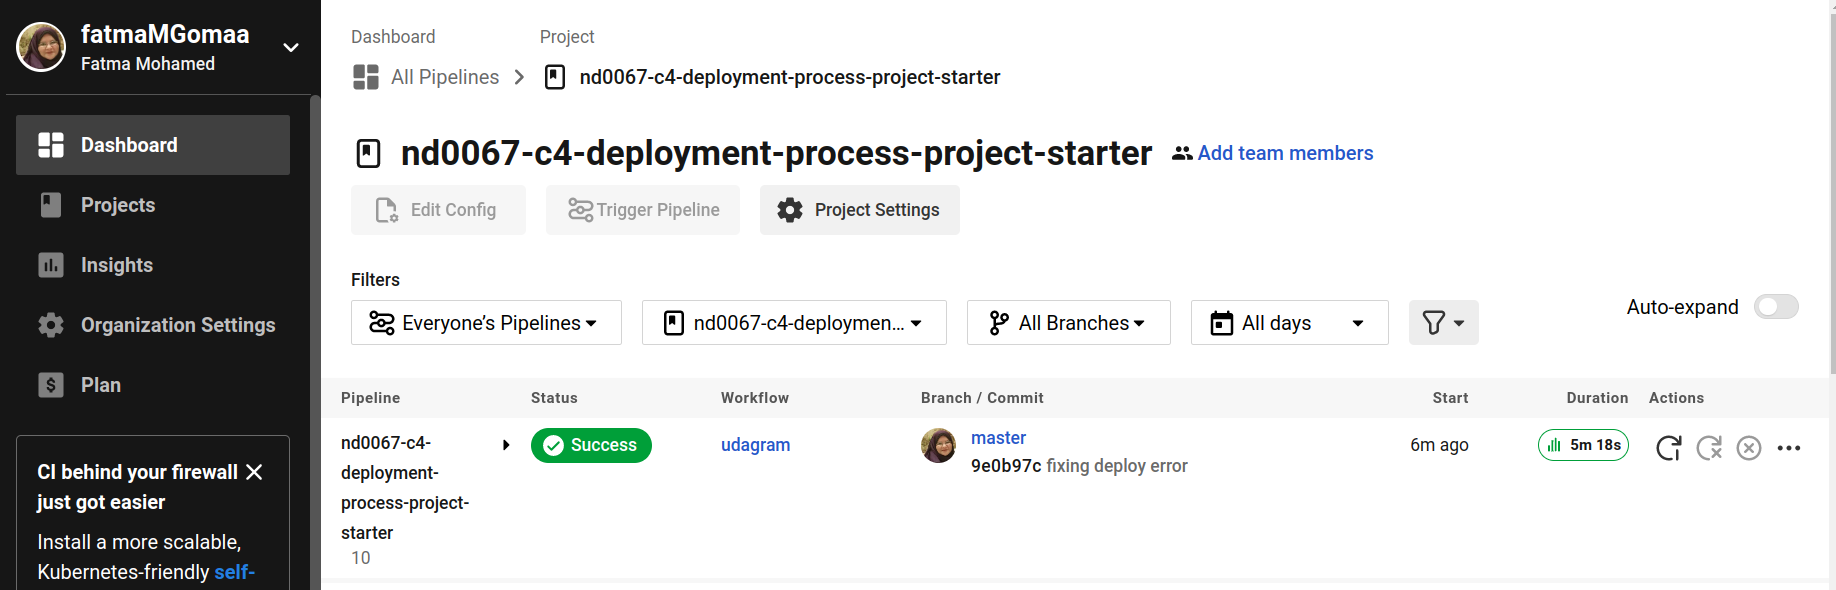 fatmaMGomaa
Fatma Mohamed
Dashboard
Projects
Insights
Organization Settings
Plan
CI behind your firewall
just got easier
Install a more scalable,
Kubernetes-friendly self-
Dashboard Project
All Pipelines nd0067-c4-deployment-process-project-starter
nd0067-c4-deployment-process-project-starter Add team members
Edit Config Trigger Pipeline Project Settings
Filters
Everyone’s Pipelines nd0067-c4-deploymen... All Branches All days Auto-expand
Pipeline Status Workflow Branch / Commit Start Duration Actions
nd0067-c4-
deployment-
process-project-
starter
10
Success
udagram
master
9e0b97c fixing deploy error
6m ago
5m 18s